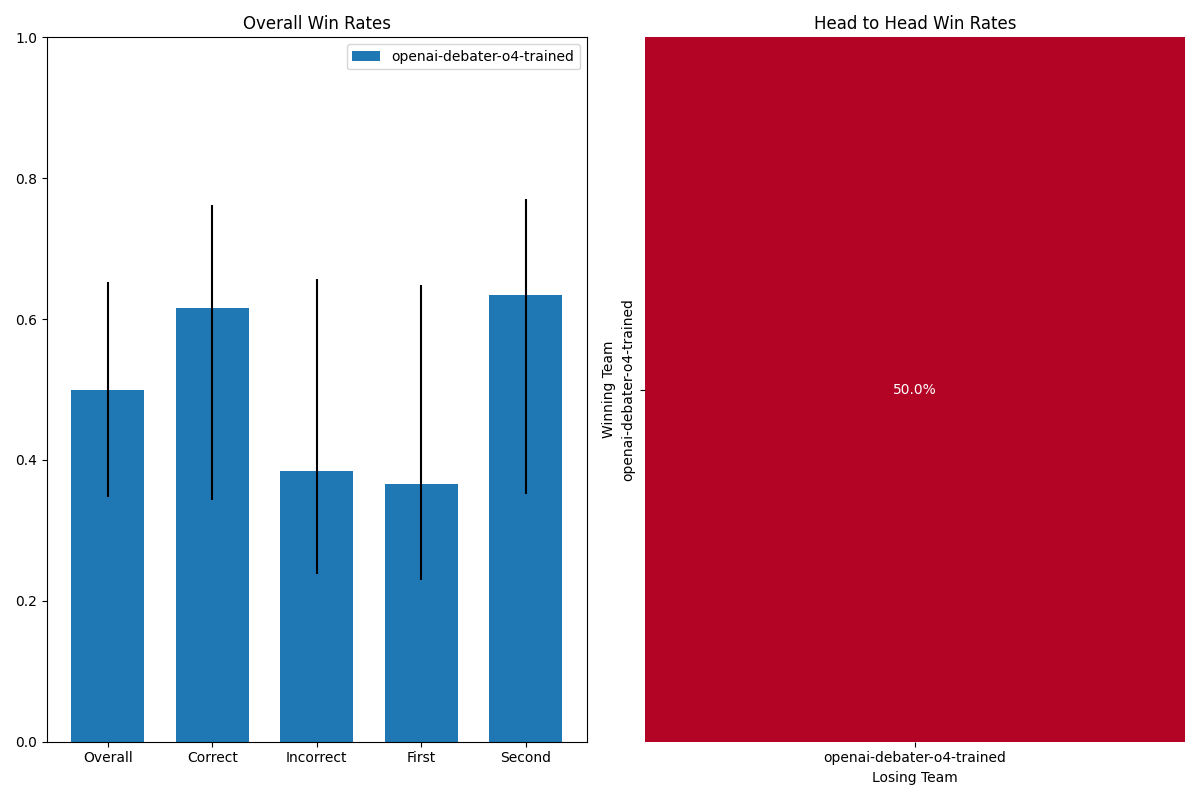 Overall Win Rates
openai-debater-o4-trained
1.0
0.8
0.6
0.4
0.2
0.0
Overall Correct Incorrect First Second
Head to Head Win Rates
Winning Team
openai-debater-o4-trained
50.0%
openai-debater-o4-trained
Losing Team